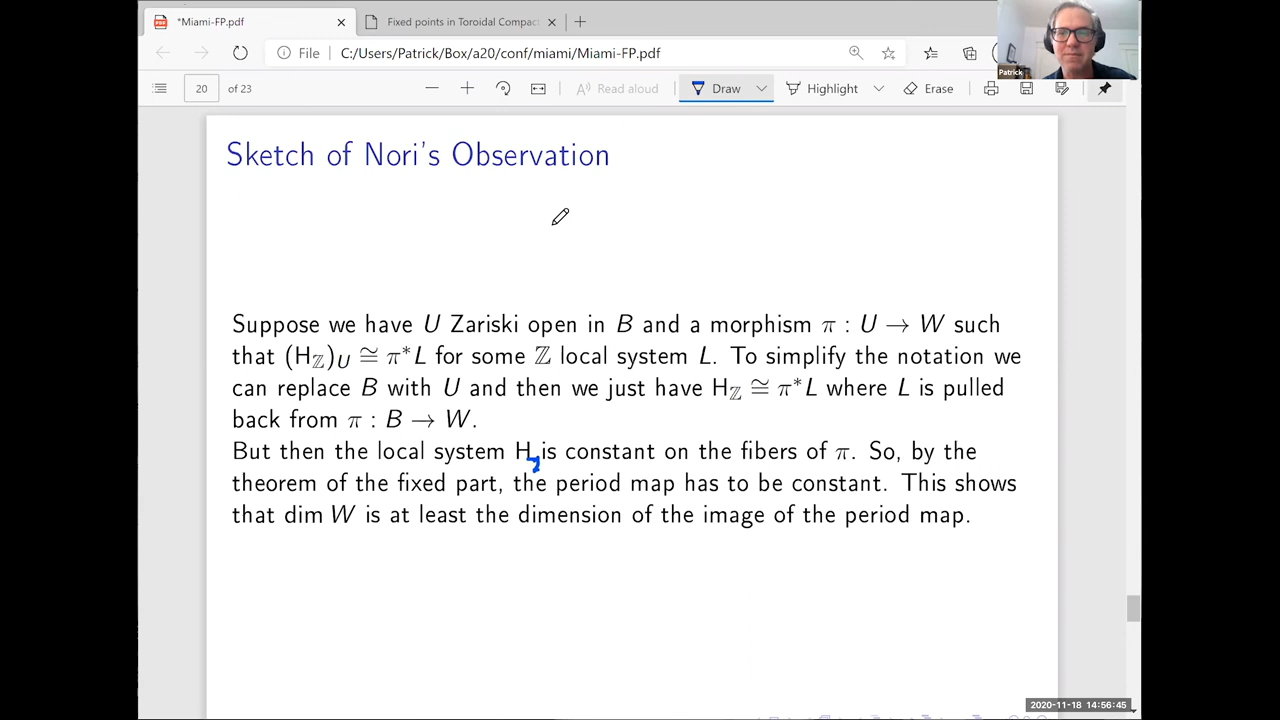 *Miami-FP.pdf
Fixed points in Toroidal Compact
File C:/Users/Patrick/Box/a20/conf/miami/Miami-FP.pdf
Patrick
20 of 23 Read aloud Draw Highlight Erase
Sketch of Nori's Observation
Suppose we have U Zariski open in B and a morphism π : U → W such
that (H_ℤ)_U ≅ π*L for some ℤ local system L. To simplify the notation we
can replace B with U and then we just have H_ℤ ≅ π*L where L is pulled
back from π : B → W.
But then the local system H_ℤ is constant on the fibers of π. So, by the
theorem of the fixed part, the period map has to be constant. This shows
that dim W is at least the dimension of the image of the period map.
2020-11-18 14:56:45